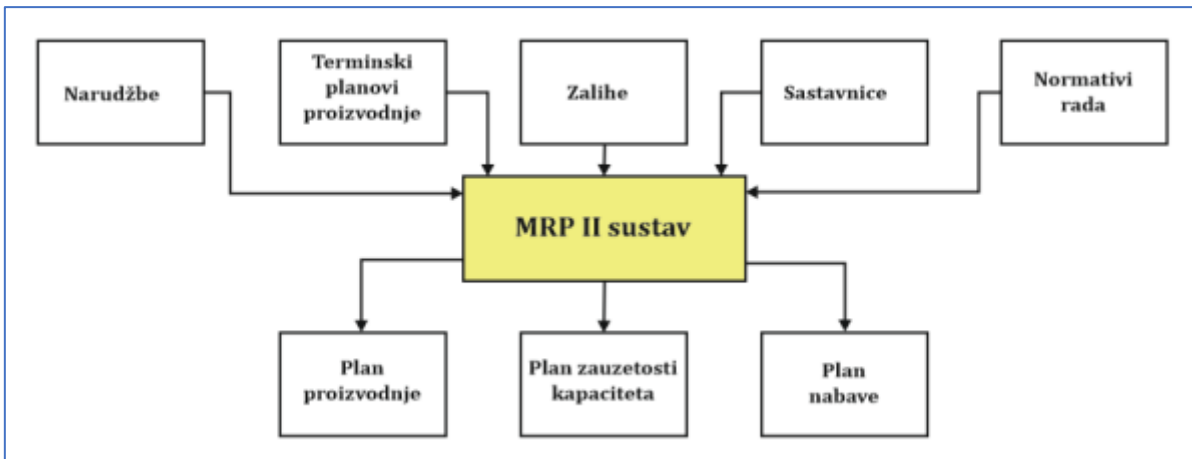 Narudžbe
Terminski
planovi
proizvodnje
Zalihe
Sastavnice
Normativi
rada
MRP II sustav
Plan
proizvodnje
Plan zauzetosti
kapaciteta
Plan
nabave